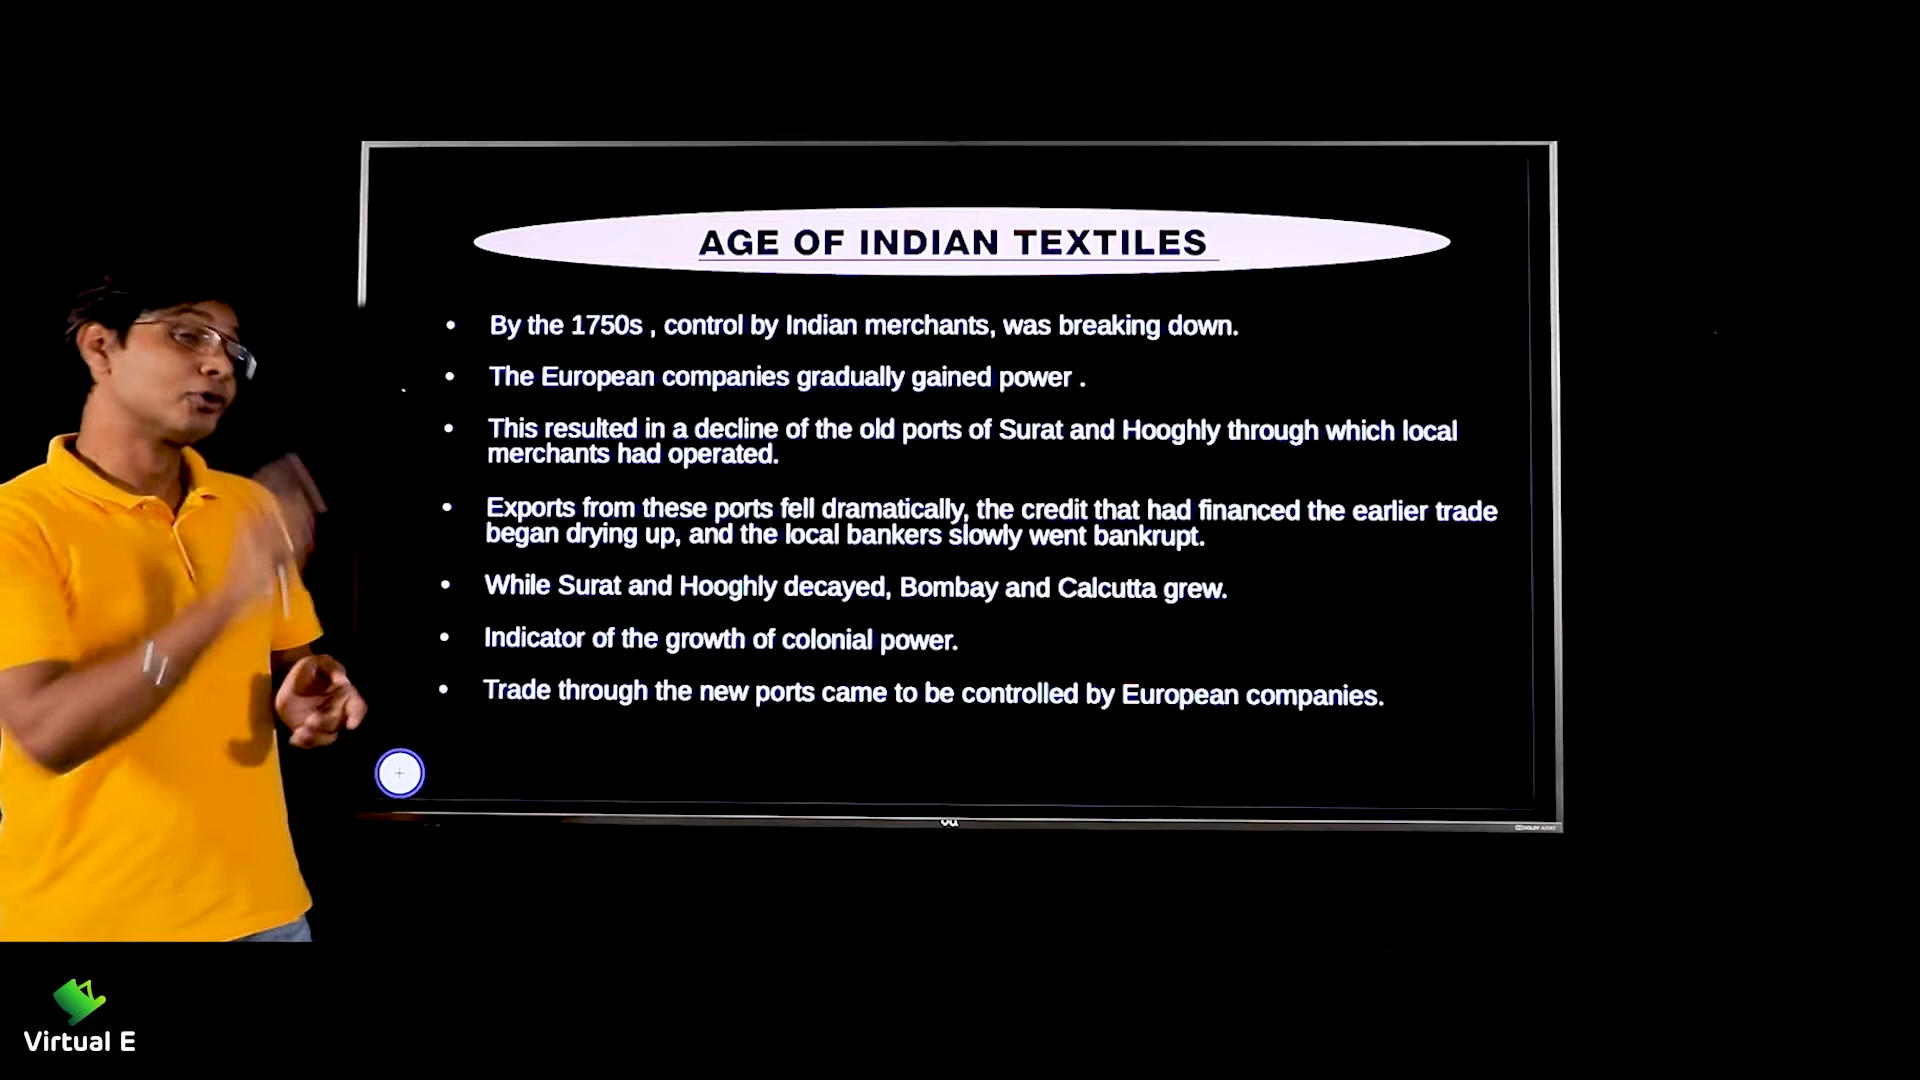 AGE OF INDIAN TEXTILES
• By the 1750s , control by Indian merchants, was breaking down.
• The European companies gradually gained power .
• This resulted in a decline of the old ports of Surat and Hooghly through which local
merchants had operated.
• Exports from these ports fell dramatically, the credit that had financed the earlier trade
began drying up, and the local bankers slowly went bankrupt.
• While Surat and Hooghly decayed, Bombay and Calcutta grew.
• Indicator of the growth of colonial power.
• Trade through the new ports came to be controlled by European companies.
Virtual E